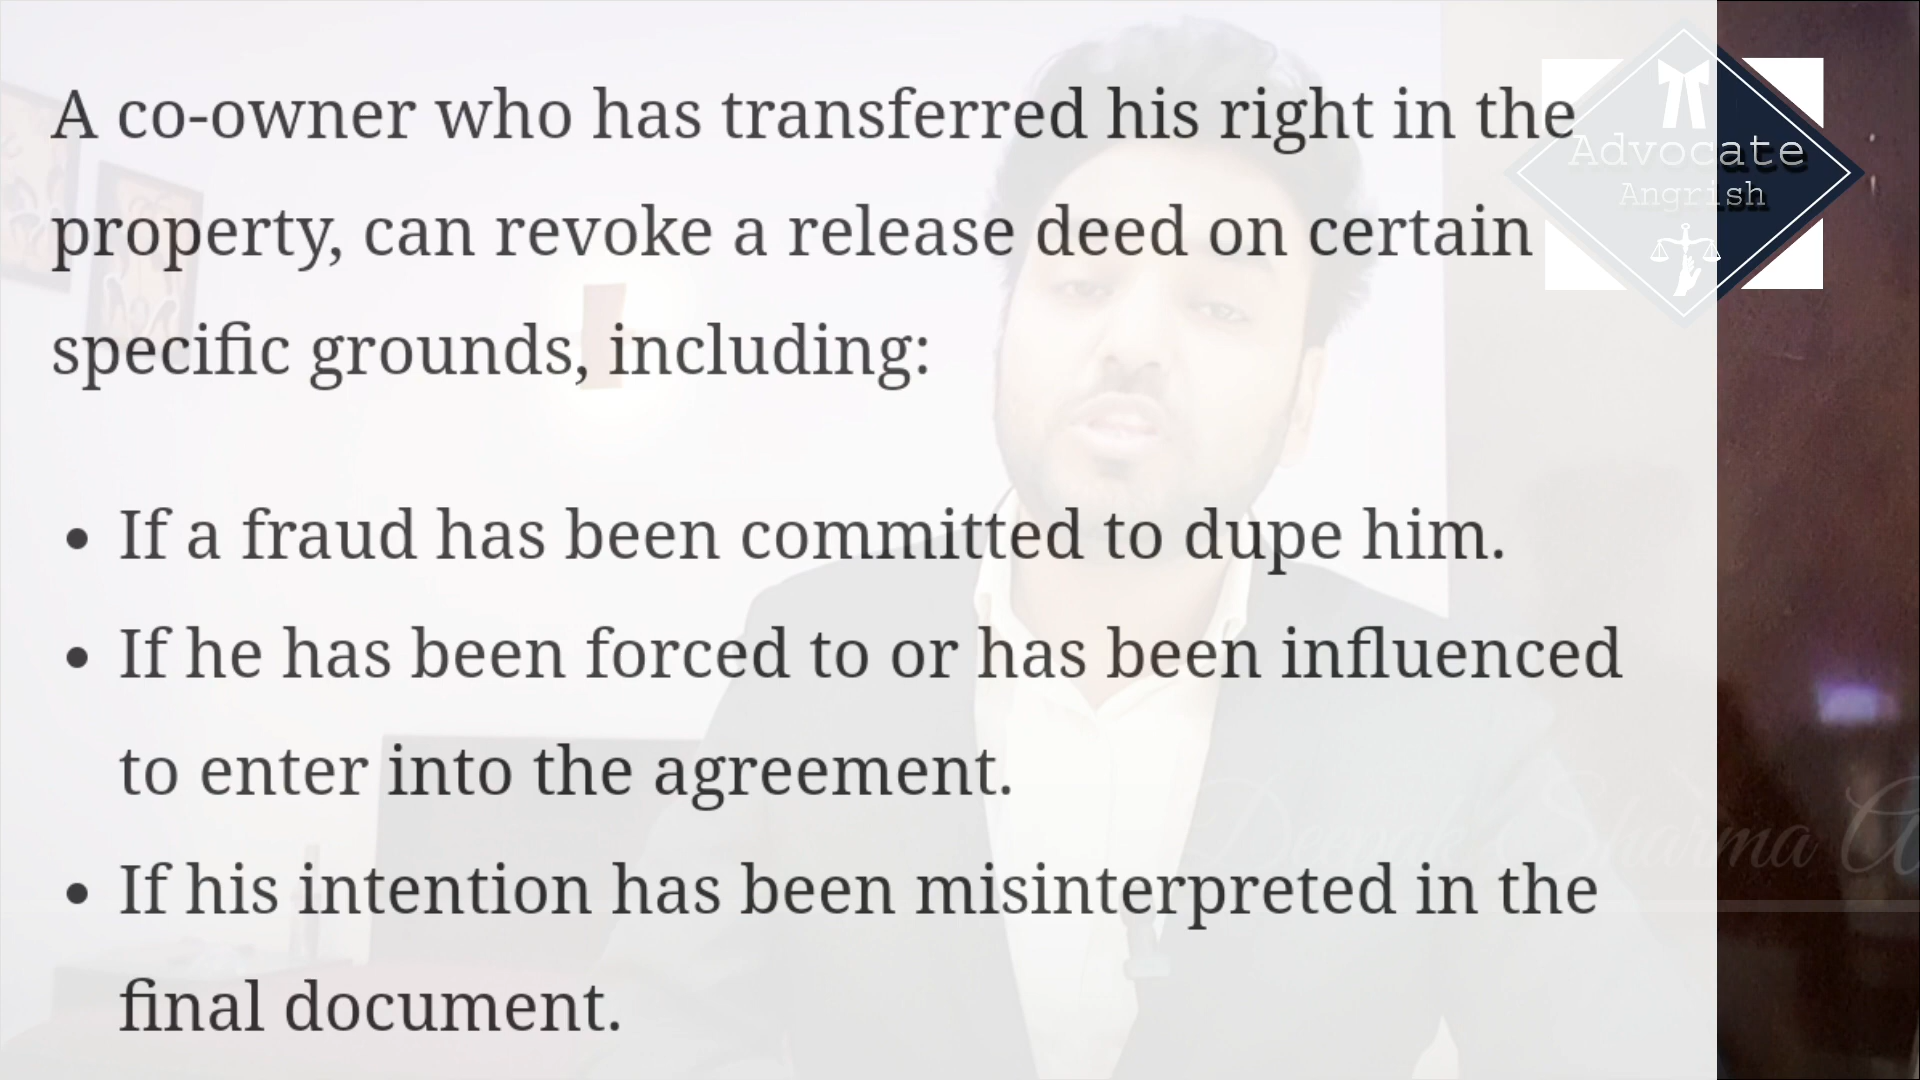 A co-owner who has transferred his right in the
property, can revoke a release deed on certain
specific grounds, including:
• If a fraud has been committed to dupe him.
• If he has been forced to or has been influenced
to enter into the agreement.
• If his intention has been misinterpreted in the
final document.
Advocate
Angrish
Deepak Sharma